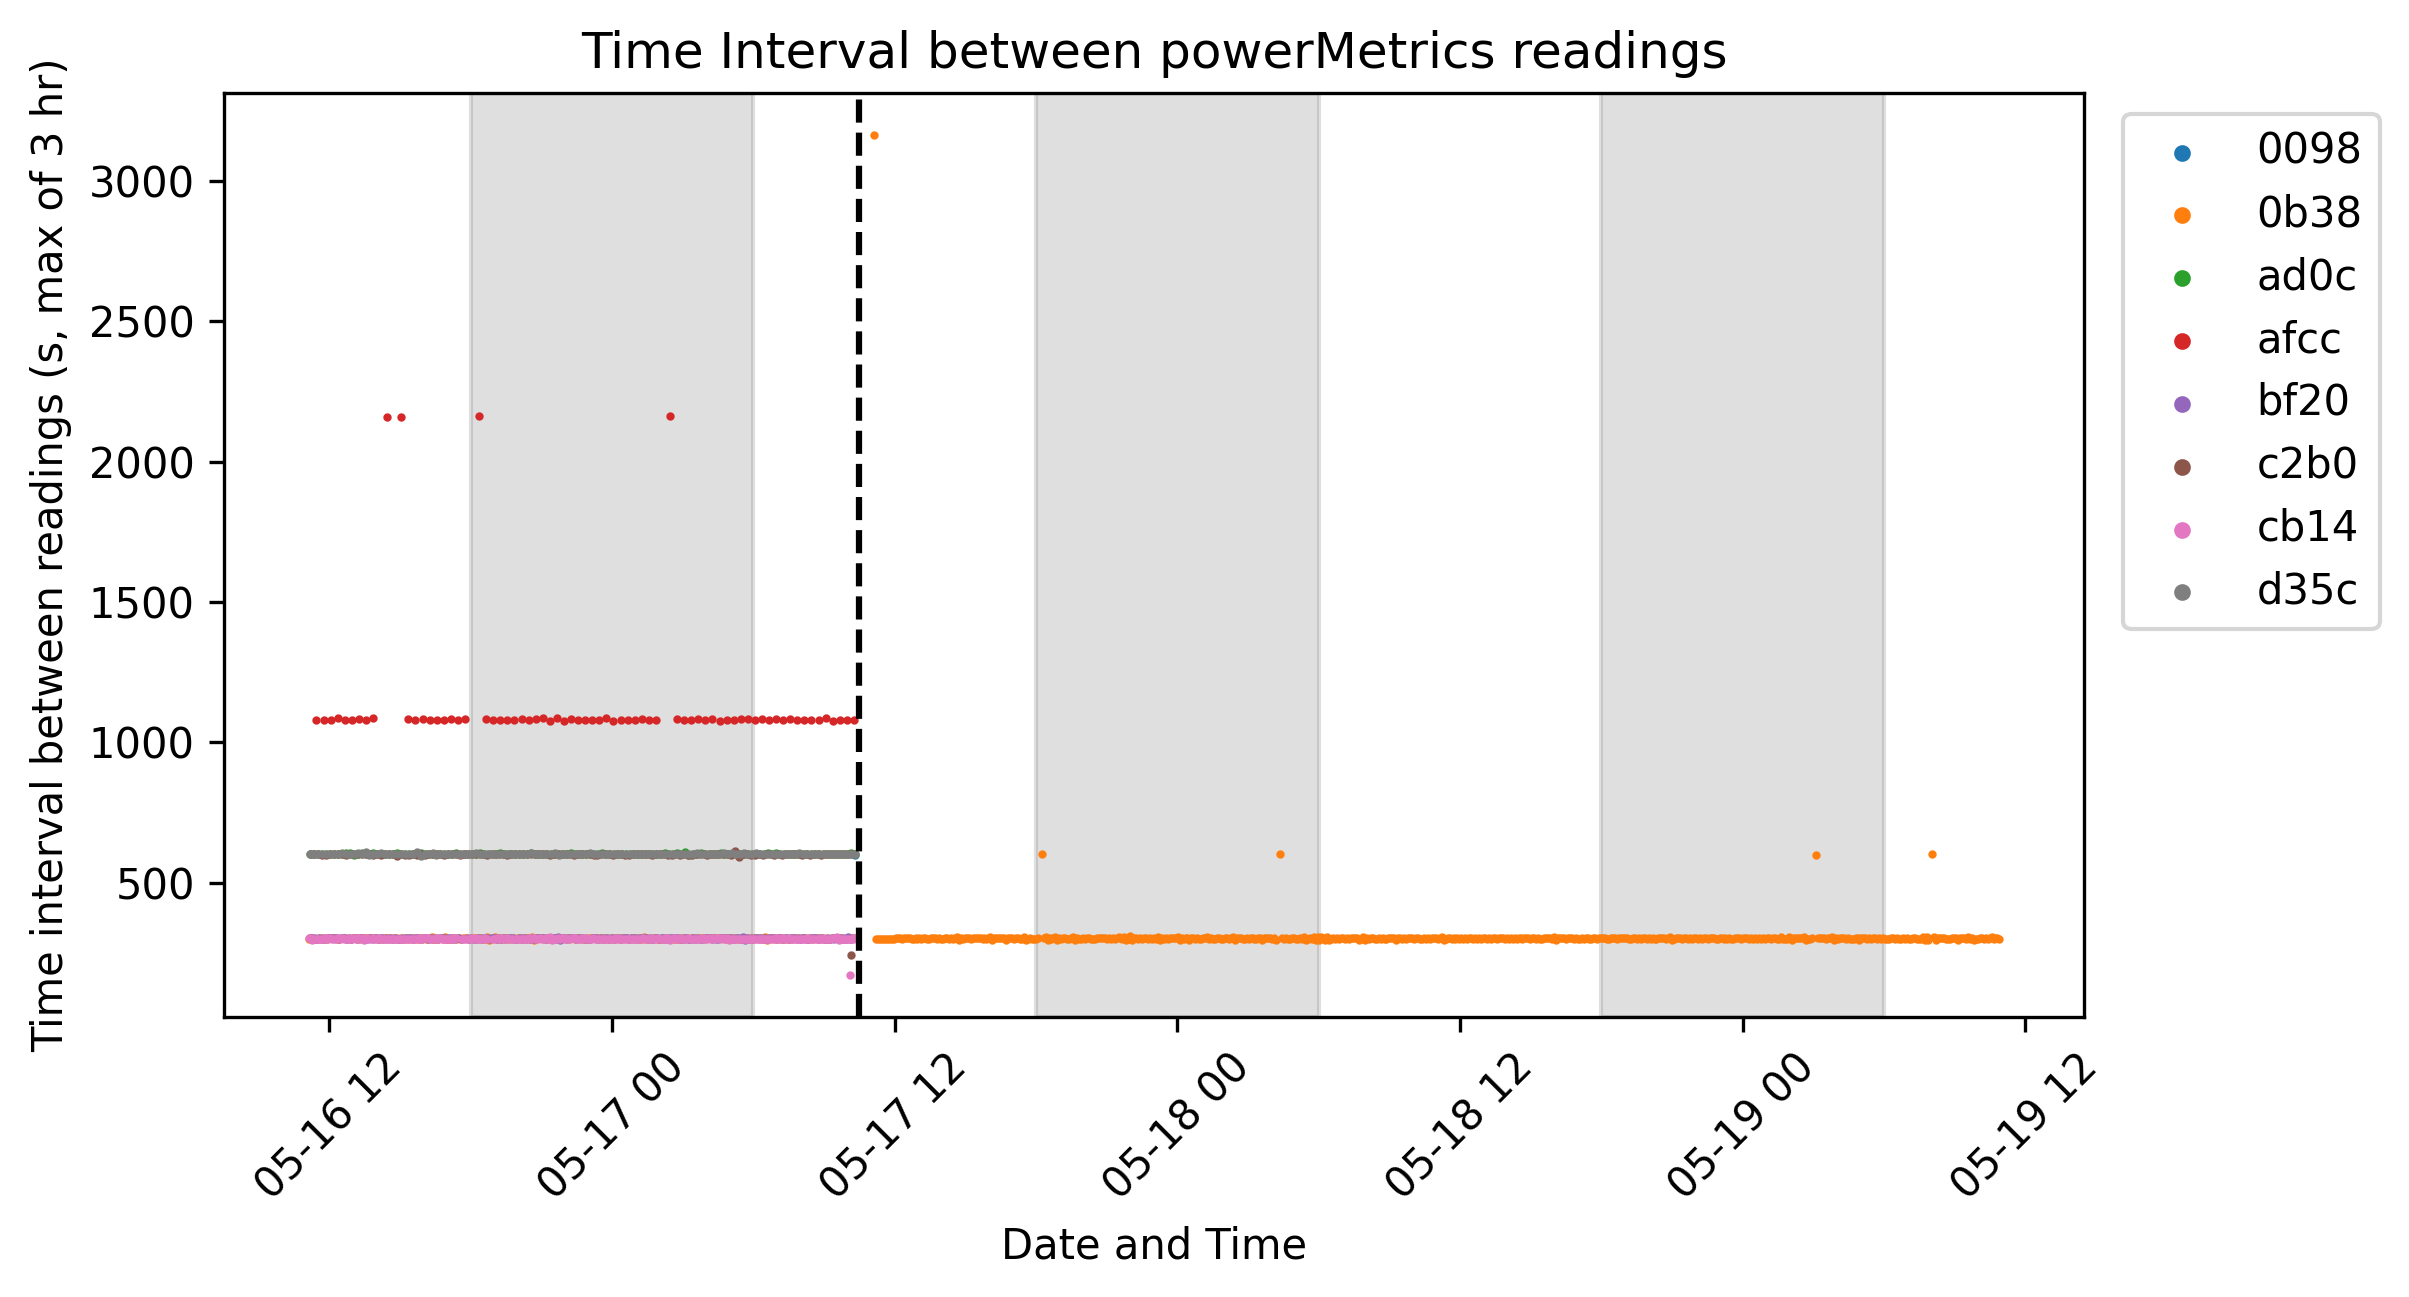 Time Interval between powerMetrics readings
Time interval between readings (s, max of 3 hr)
3000
2500
2000
1500
1000
500
05-16 12
05-17 00
05-17 12
05-18 00
05-18 12
05-19 00
05-19 12
Date and Time
0098
0b38
ad0c
afcc
bf20
c2b0
cb14
d35c